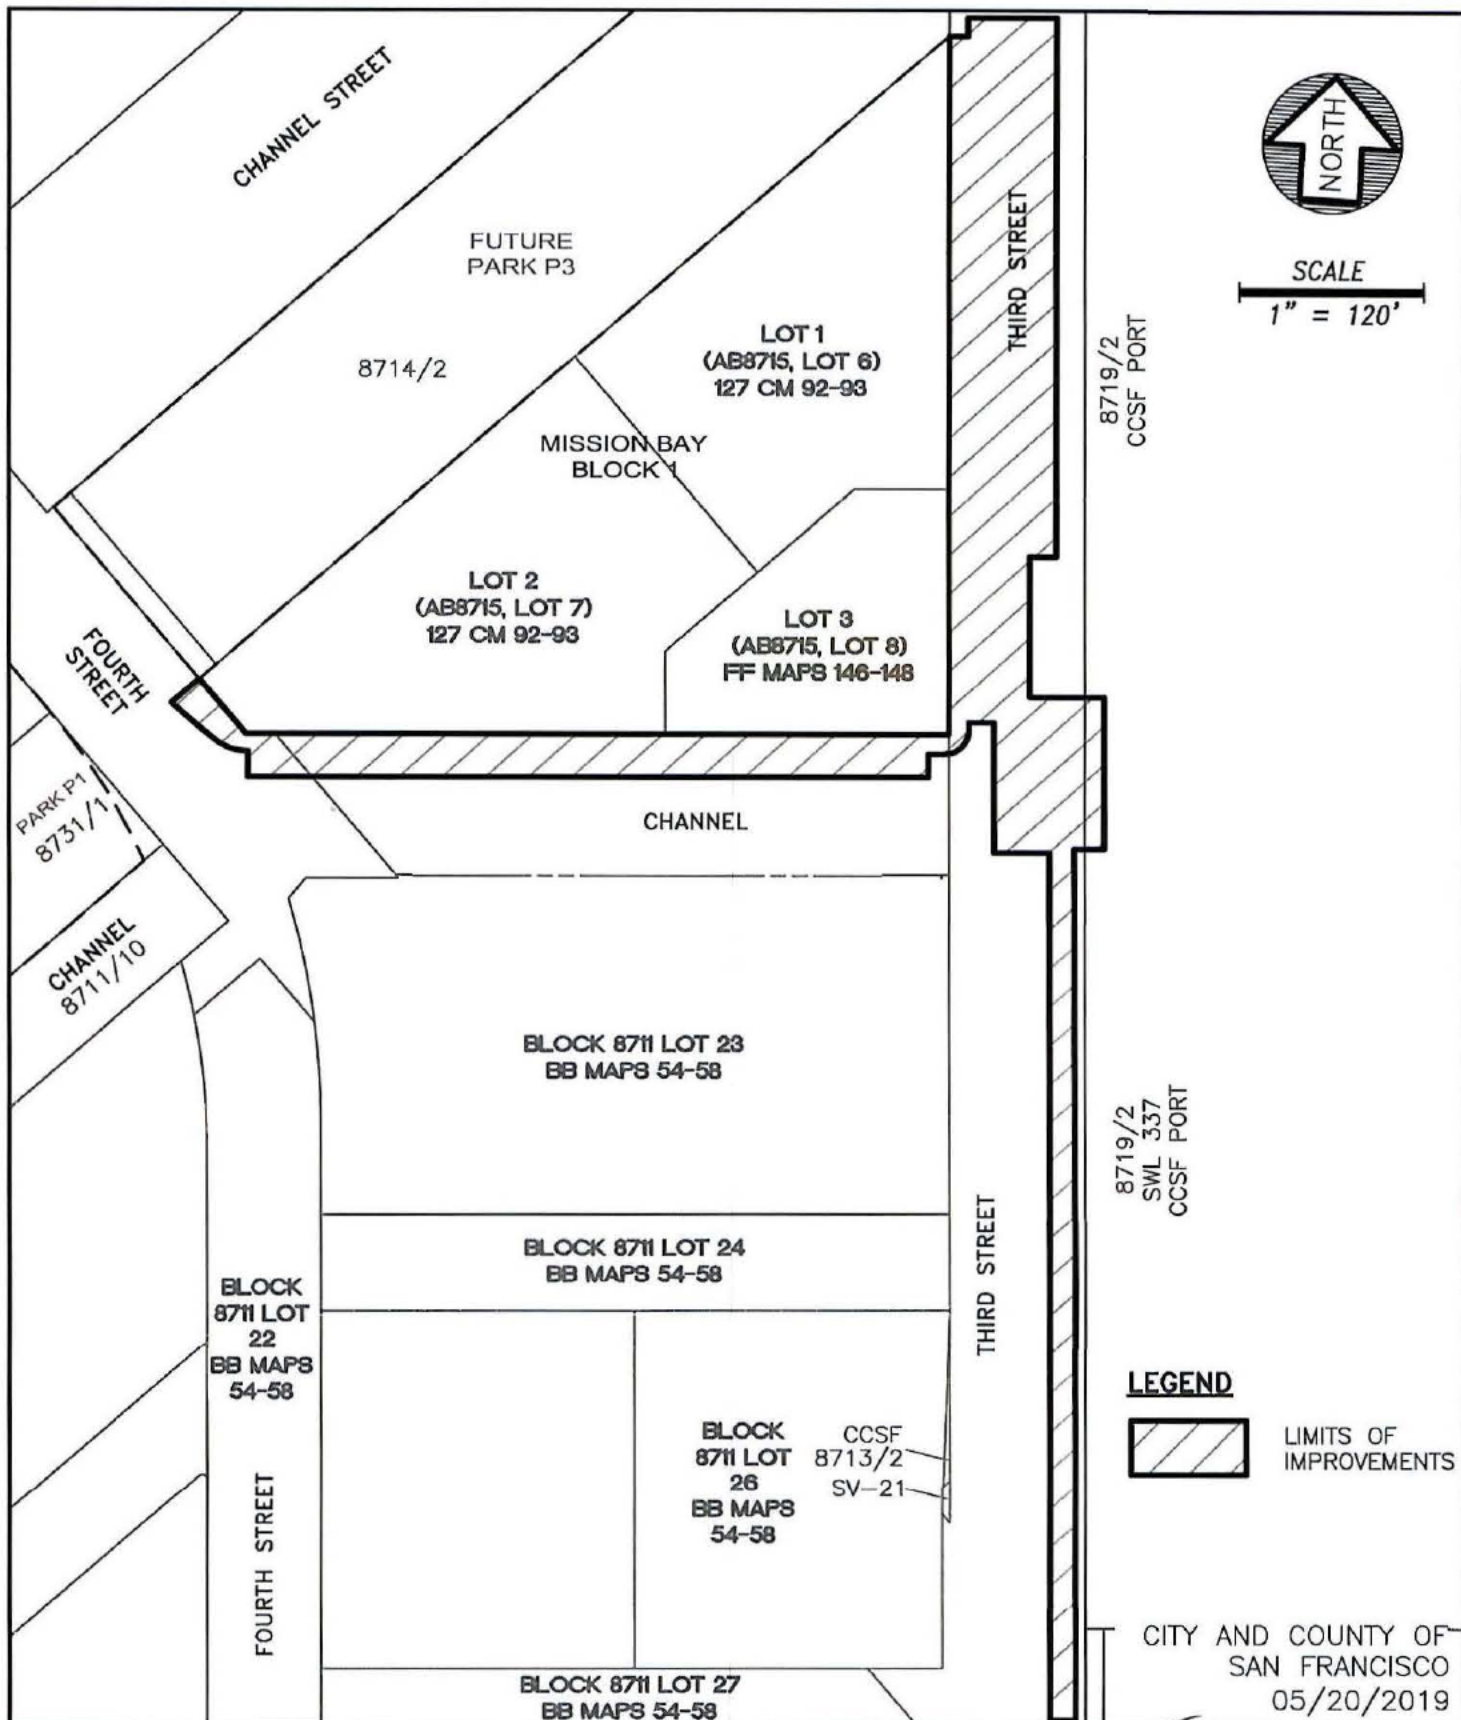 CHANNEL STREET
FUTURE
PARK P3
8714/2
LOT 1
(AB8715, LOT 6)
127 CM 92-93
THIRD STREET
NORTH
SCALE
1" = 120'
8719/2
CCSF PORT
MISSION BAY
BLOCK 1
LOT 2
(AB8715, LOT 7)
127 CM 92-93
LOT 3
(AB8715, LOT 8)
FF MAPS 146-148
FOURTH
STREET
PARK P1
8731/1
CHANNEL
CHANNEL
8711/10
BLOCK 8711 LOT 23
BB MAPS 54-58
8719/2
SWL 337
CCSF PORT
BLOCK 8711 LOT 24
BB MAPS 54-58
THIRD STREET
BLOCK
8711 LOT
22
BB MAPS
54-58
LEGEND
LIMITS OF
IMPROVEMENTS
BLOCK
8711 LOT
26
BB MAPS
54-58
CCSF
8713/2
SV-21
FOURTH STREET
BLOCK 8711 LOT 27
BB MAPS 54-58
CITY AND COUNTY OF
SAN FRANCISCO
05/20/2019